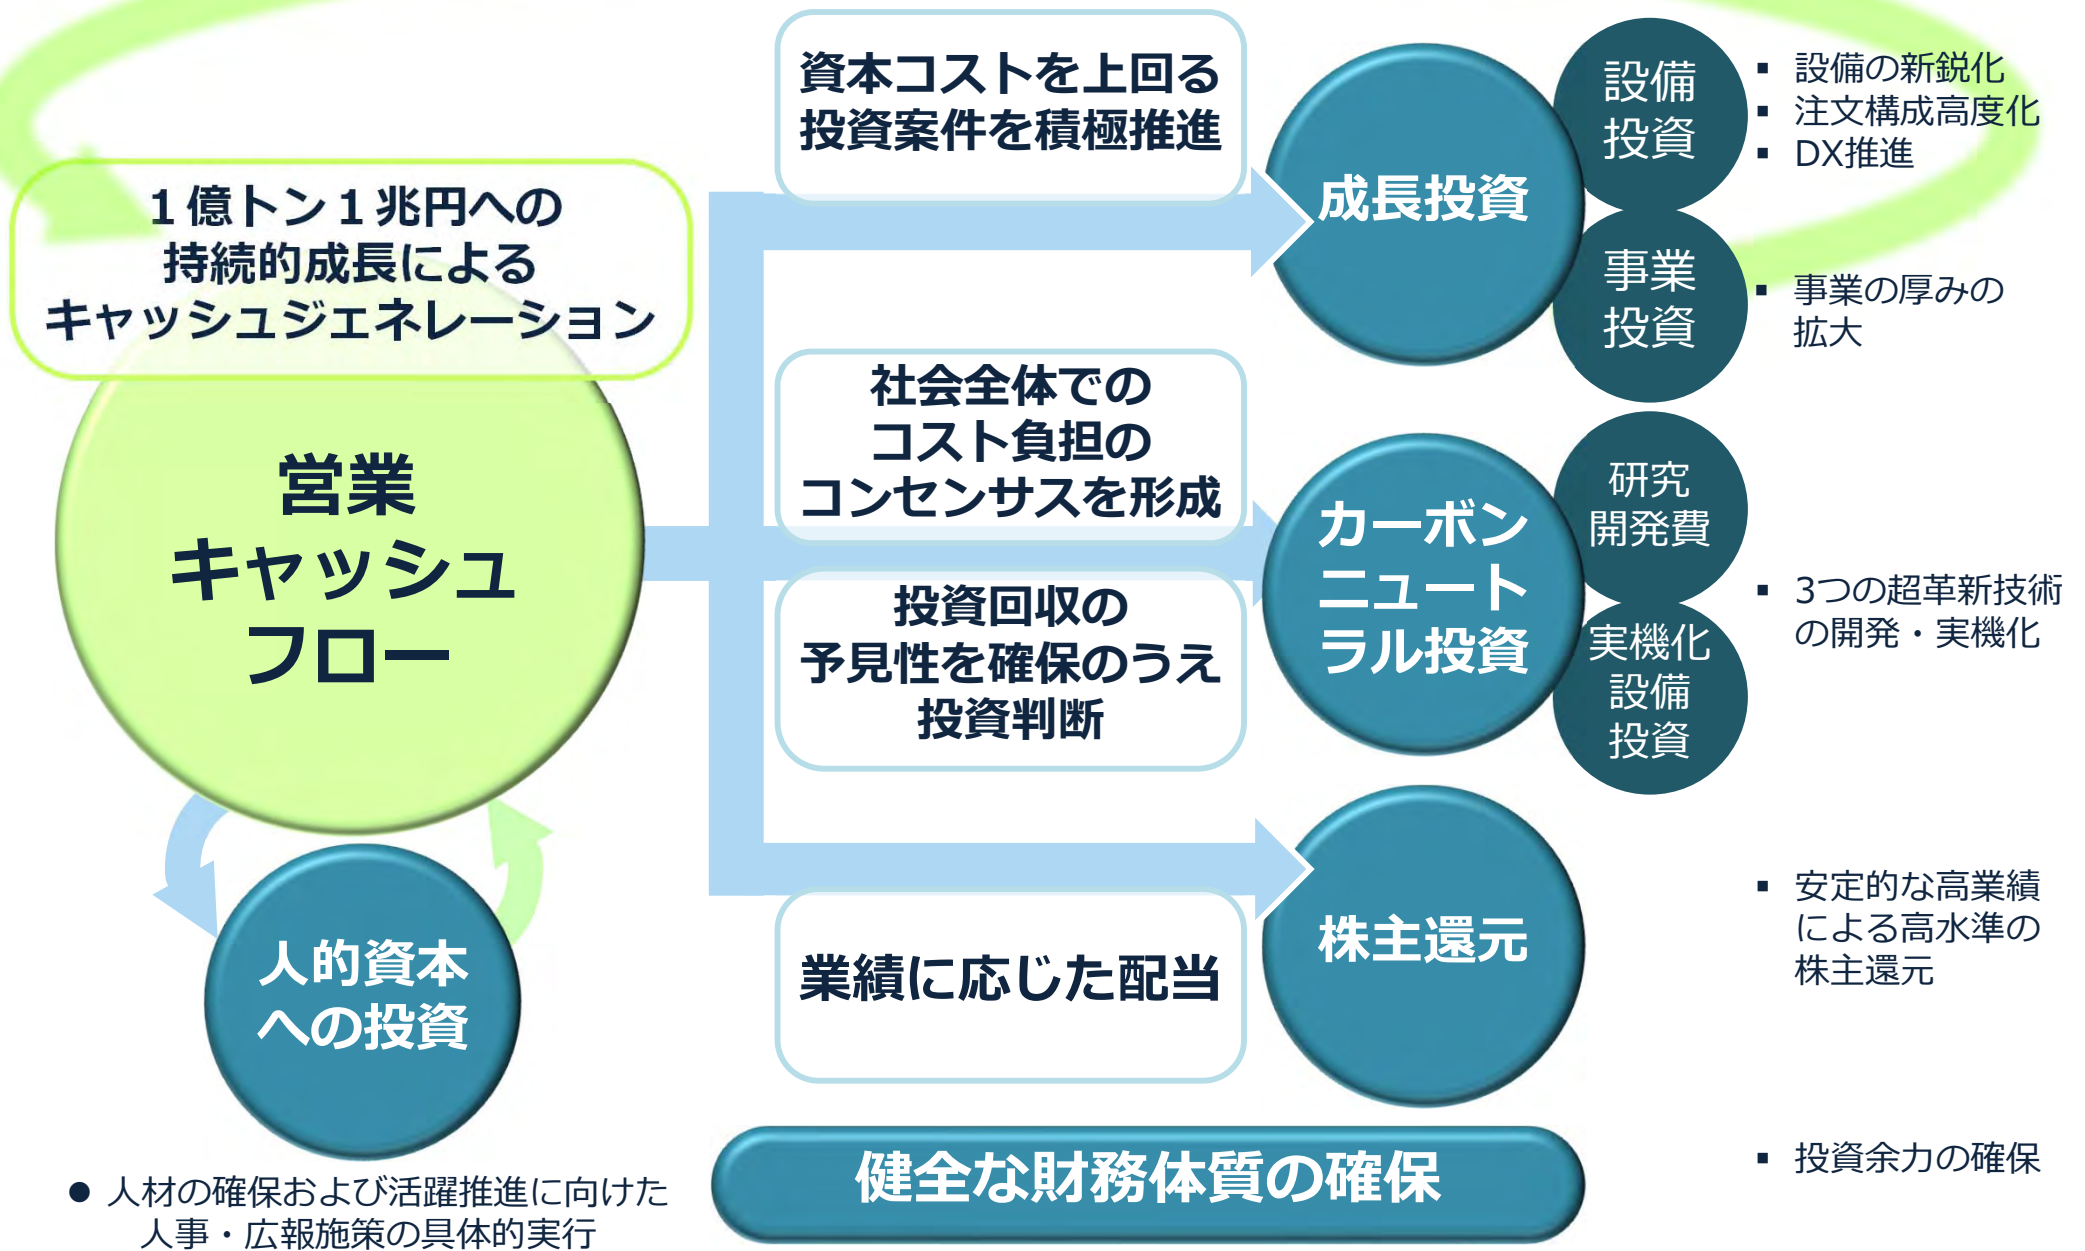 １億トン１兆円への
持続的成長による
キャッシュジェネレーション
営業
キャッシュ
フロー
人的資本
への投資
● 人材の確保および活躍推進に向けた
人事・広報施策の具体的実行
資本コストを上回る
投資案件を積極推進
成長投資
設備
投資
▪ 設備の新鋭化
▪ 注文構成高度化
▪ DX推進
事業
投資
▪ 事業の厚みの
拡大
社会全体での
コスト負担の
コンセンサスを形成
投資回収の
予見性を確保のうえ
投資判断
カーボン
ニュート
ラル投資
研究
開発費
実機化
設備
投資
▪ 3つの超革新技術
の開発・実機化
業績に応じた配当
株主還元
▪ 安定的な高業績
による高水準の
株主還元
健全な財務体質の確保
▪ 投資余力の確保